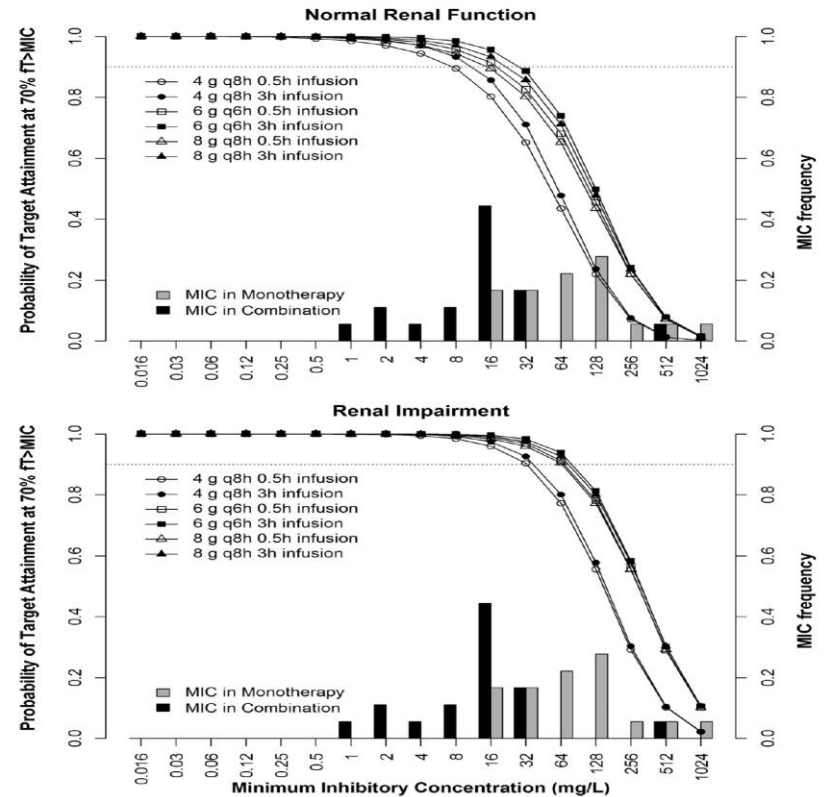 Normal Renal Function
Probability of Target Attainment at 70% fT>MIC
1.0
0.8
0.6
0.4
0.2
0.0
4 g q8h 0.5h infusion
4 g q8h 3h infusion
6 g q6h 0.5h infusion
6 g q6h 3h infusion
8 g q8h 0.5h infusion
8 g q8h 3h infusion
MIC in Monotherapy
MIC in Combination
1.0
0.8
0.6
0.4
0.2
0.0
MIC frequency
0.016 0.03 0.06 0.12 0.25 0.5 1 2 4 8 16 32 64 128 256 512 1024
Renal Impairment
Probability of Target Attainment at 70% fT>MIC
1.0
0.8
0.6
0.4
0.2
0.0
4 g q8h 0.5h infusion
4 g q8h 3h infusion
6 g q6h 0.5h infusion
6 g q6h 3h infusion
8 g q8h 0.5h infusion
8 g q8h 3h infusion
MIC in Monotherapy
MIC in Combination
1.0
0.8
0.6
0.4
0.2
0.0
MIC frequency
0.016 0.03 0.06 0.12 0.25 0.5 1 2 4 8 16 32 64 128 256 512 1024
Minimum Inhibitory Concentration (mg/L)